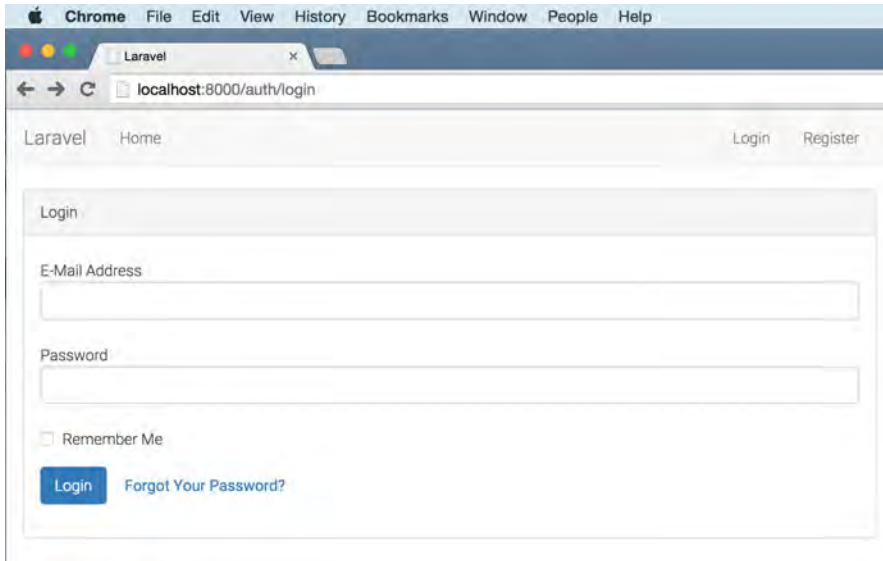 Chrome File Edit View History Bookmarks Window People Help
Laravel
localhost:8000/auth/login
Laravel Home Login Register
Login
E-Mail Address
Password
Remember Me
Login Forgot Your Password?